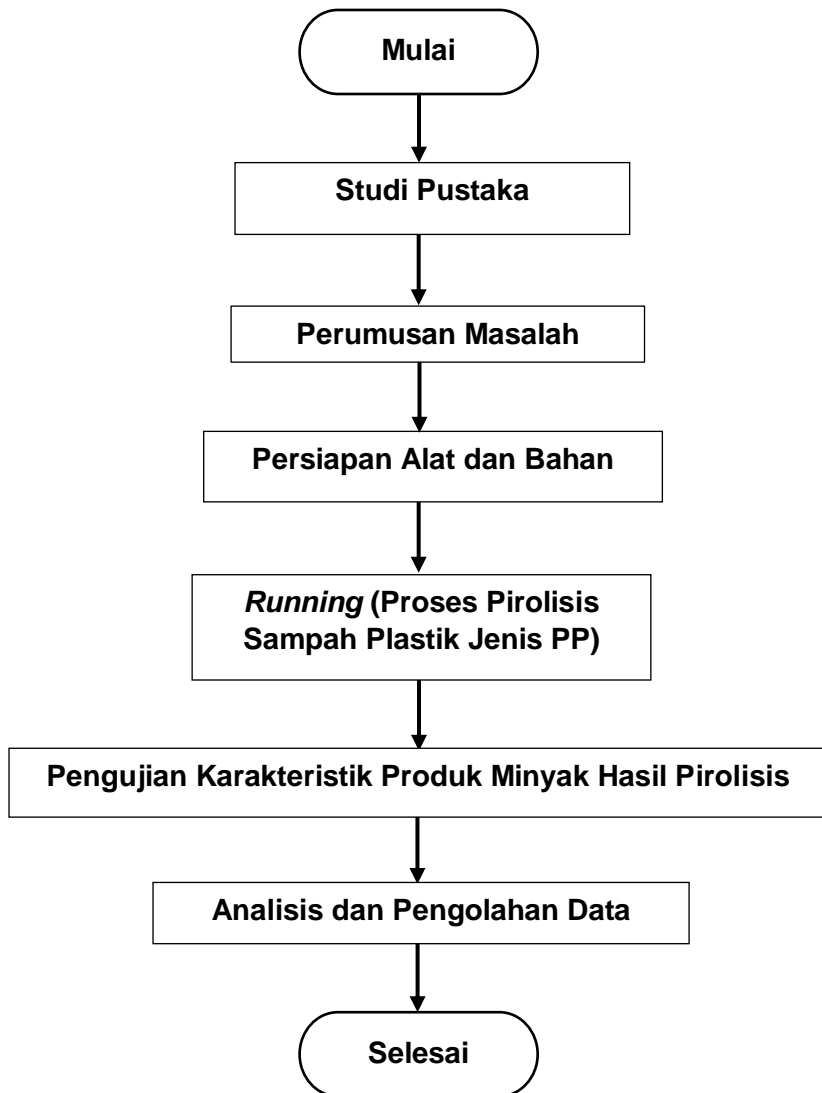 Mulai
Studi Pustaka
Perumusan Masalah
Persiapan Alat dan Bahan
Running (Proses Pirolisis
Sampah Plastik Jenis PP)
Pengujian Karakteristik Produk Minyak Hasil Pirolisis
Analisis dan Pengolahan Data
Selesai